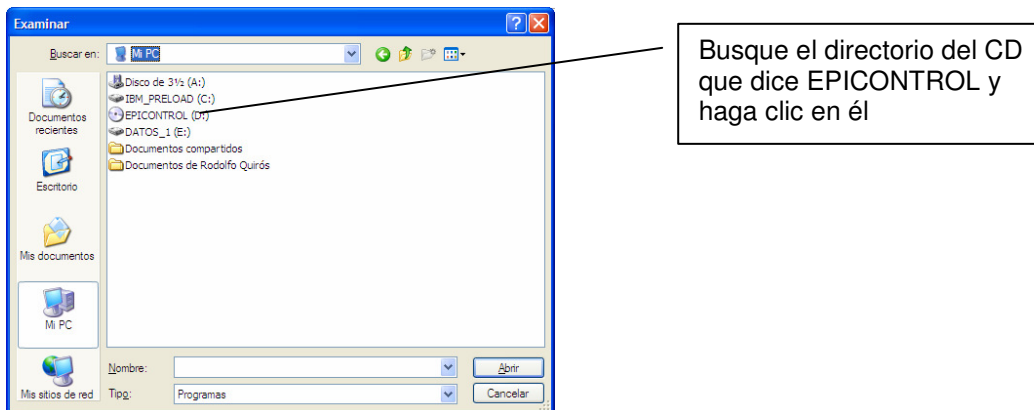 Examinar
Buscar en: Mi PC
Disco de 3½ (A:)
IBM_PRELOAD (C:)
EPICONTROL (D:)
DATOS_1 (E:)
Documentos compartidos
Documentos de Rodolfo Quirós
Documentos
recientes
Escritorio
Mis documentos
Mi PC
Mis sitios de red
Nombre:
Abrir
Tipo: Programas
Cancelar
Busque el directorio del CD
que dice EPICONTROL y
haga clic en él